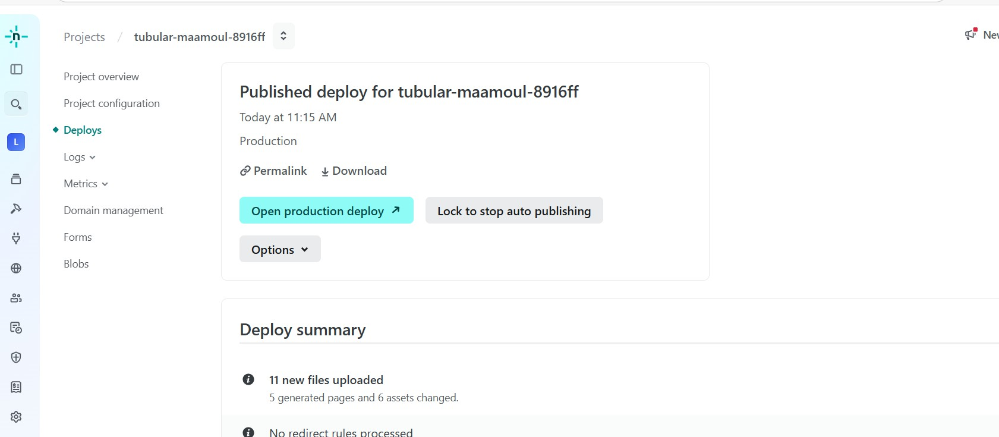 n
Projects / tubular-maamoul-8916ff
Project overview
Project configuration
Deploys
L
Logs
Metrics
Domain management
Forms
Blobs
Published deploy for tubular-maamoul-8916ff
Today at 11:15 AM
Production
Permalink Download
Open production deploy Lock to stop auto publishing
Options
Deploy summary
11 new files uploaded
5 generated pages and 6 assets changed.
No redirect rules processed